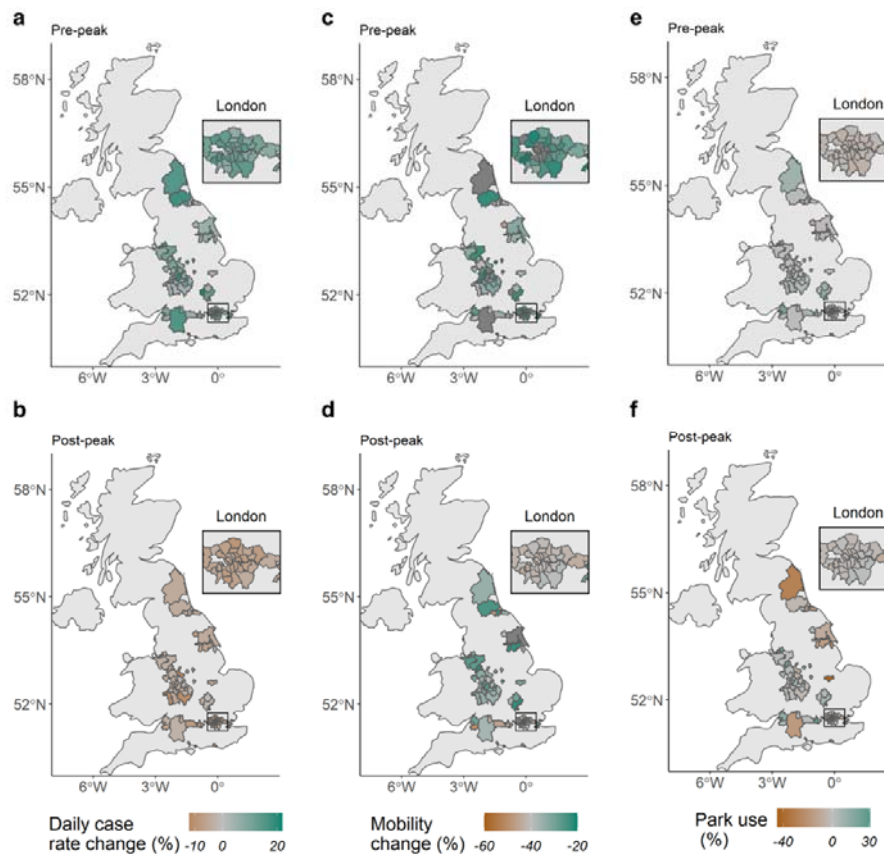 a
Pre-peak
London
58°N
55°N
52°N
6°W 3°W 0°
c
Pre-peak
London
58°N
55°N
52°N
6°W 3°W 0°
e
Pre-peak
London
58°N
55°N
52°N
6°W 3°W 0°
b
Post-peak
London
58°N
55°N
52°N
6°W 3°W 0°
d
Post-peak
London
58°N
55°N
52°N
6°W 3°W 0°
f
Post-peak
London
58°N
55°N
52°N
6°W 3°W 0°
Daily case
rate change (%)
-10 0 20
Mobility
change (%)
-60 -40 -20
Park use
(%)
-40 0 30